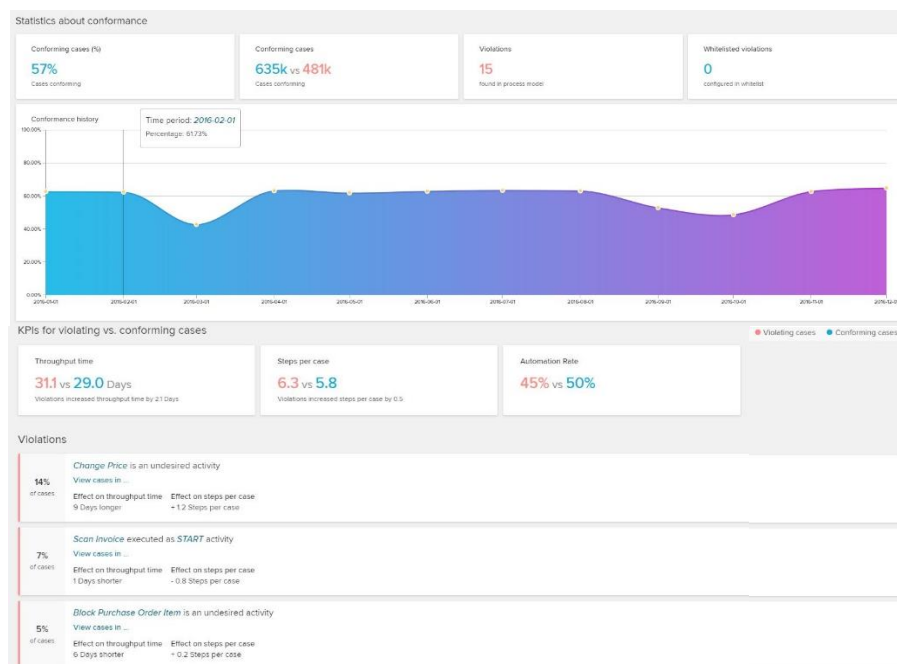 Statistics about conformance
Conforming cases (%)
57%
Cases conforming
Conforming cases
635k vs 481k
Cases conforming
Violations
15
found in process model
Whitelisted violations
0
configured in whitelist
Conformance history
Time period: 2016-02-01
Percentage: 61.73%
100.00%
80.00%
60.00%
40.00%
20.00%
0.00%
2016-01-01 2016-02-01 2016-03-01 2016-04-01 2016-05-01 2016-06-01 2016-07-01 2016-08-01 2016-09-01 2016-10-01 2016-11-01 2016-12-0
KPIs for violating vs. conforming cases
Violating cases Conforming cases
Throughput time
31.1 vs 29.0 Days
Violations increased throughput time by 2.1 Days
Steps per case
6.3 vs 5.8
Violations increased steps per case by 0.5
Automation Rate
45% vs 50%
Violations
14%
of cases
Change Price is an undesired activity
View cases in ...
Effect on throughput time Effect on steps per case
9 Days longer + 1.2 Steps per case
7%
of cases
Scan Invoice executed as START activity
View cases in ...
Effect on throughput time Effect on steps per case
1 Days shorter - 0.8 Steps per case
5%
of cases
Block Purchase Order Item is an undesired activity
View cases in ...
Effect on throughput time Effect on steps per case
6 Days shorter + 0.2 Steps per case